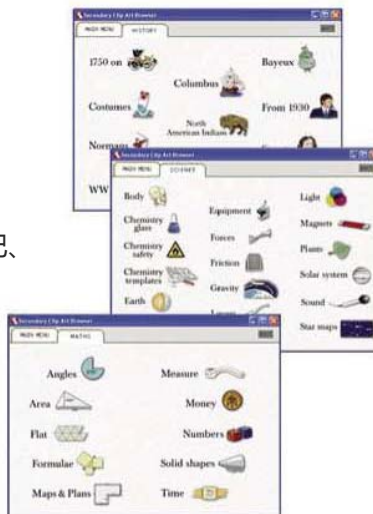 Secondary Clip Art Browser
MAIN MENU
HISTORY
1750 on
Bayeux
Columbus
Costumes
From 1930
North
American Indians
Normans
WW
记、
Secondary Clip Art Browser
MAIN MENU
SCIENCE
Body
Light
Equipment
Chemistry
glass
Magnets
Forces
Chemistry
safety
Plants
Friction
Chemistry
templates
Solar system
Gravity
Earth
Sound
Star maps
Secondary Clip Art Browser
MAIN MENU
MATHS
Angles
Measure
Area
Money
Flat
Numbers
Formulae
Solid shapes
Maps & Plans
Time